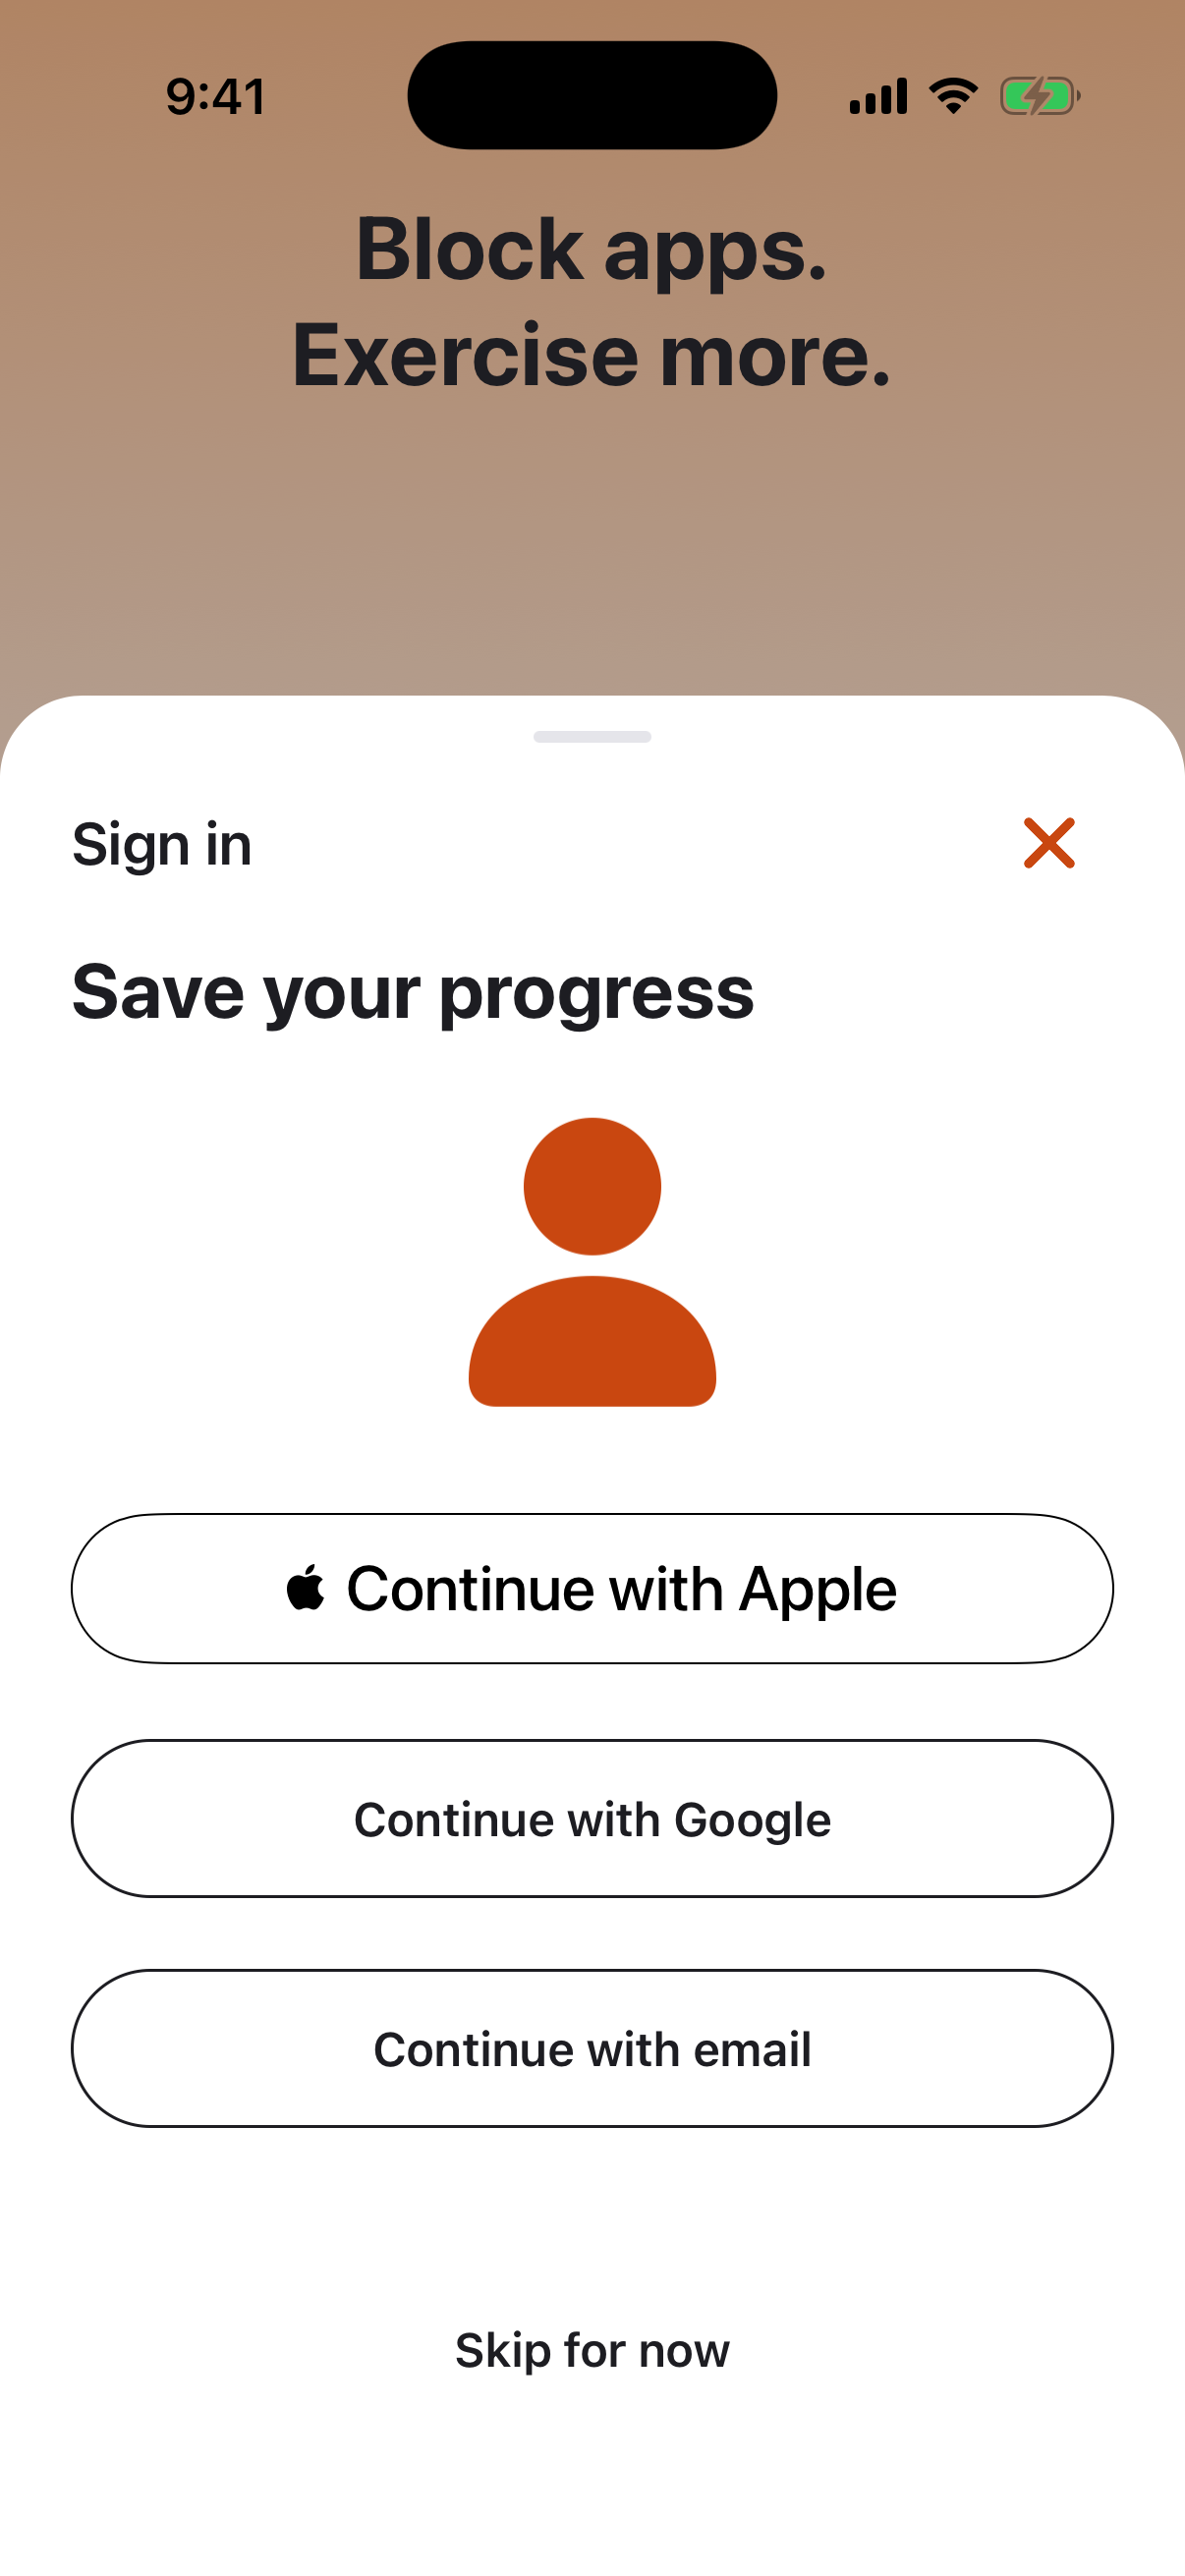 9:41
Block apps.
Exercise more.
Sign in
Save your progress
Continue with Apple
Continue with Google
Continue with email
Skip for now